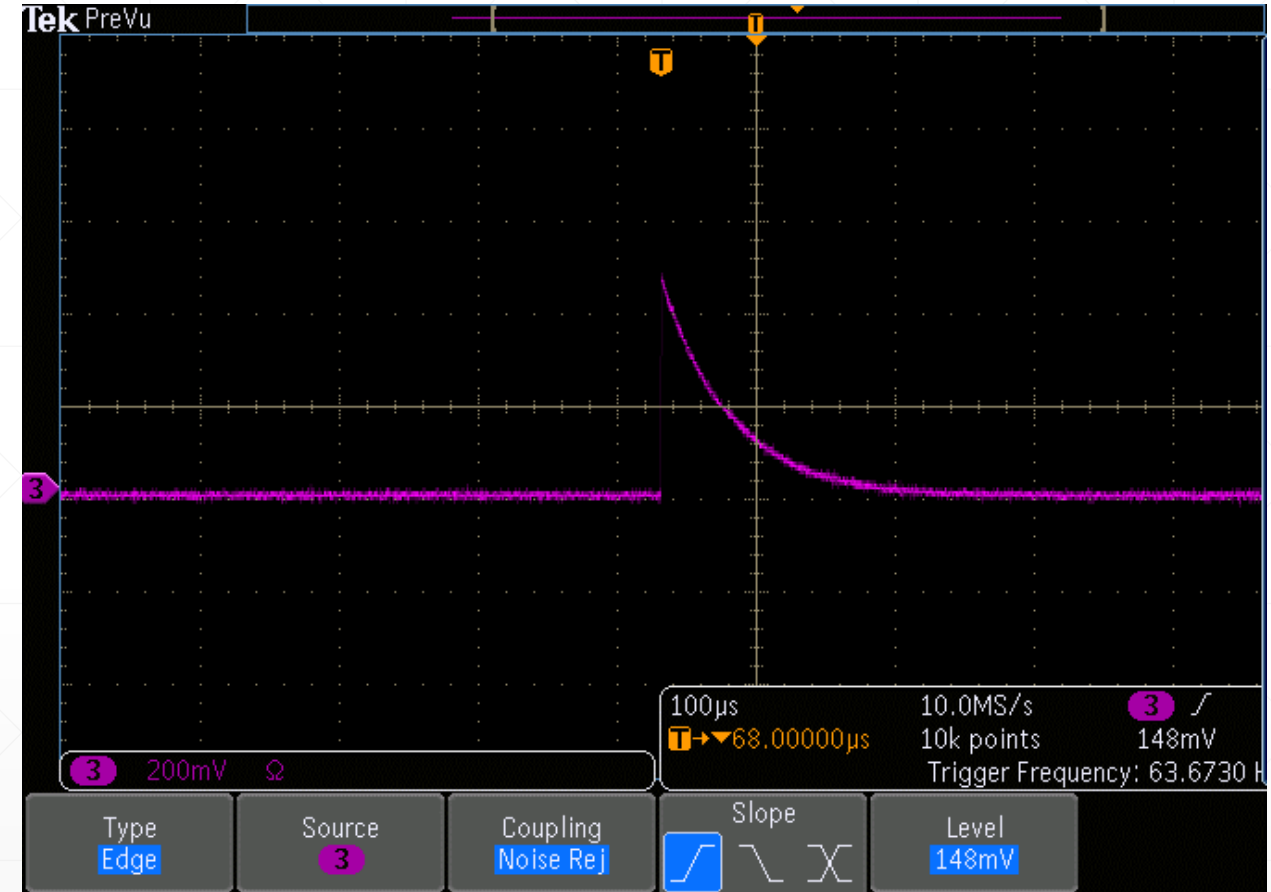 Tek PreVu
T
T
3
100µs 10.0MS/s 3
T→▼68.00000µs 10k points 148mV
Trigger Frequency: 63.6730 H
3 200mV Ω
Type Source Coupling Slope Level
Edge 3 Noise Rej 148mV